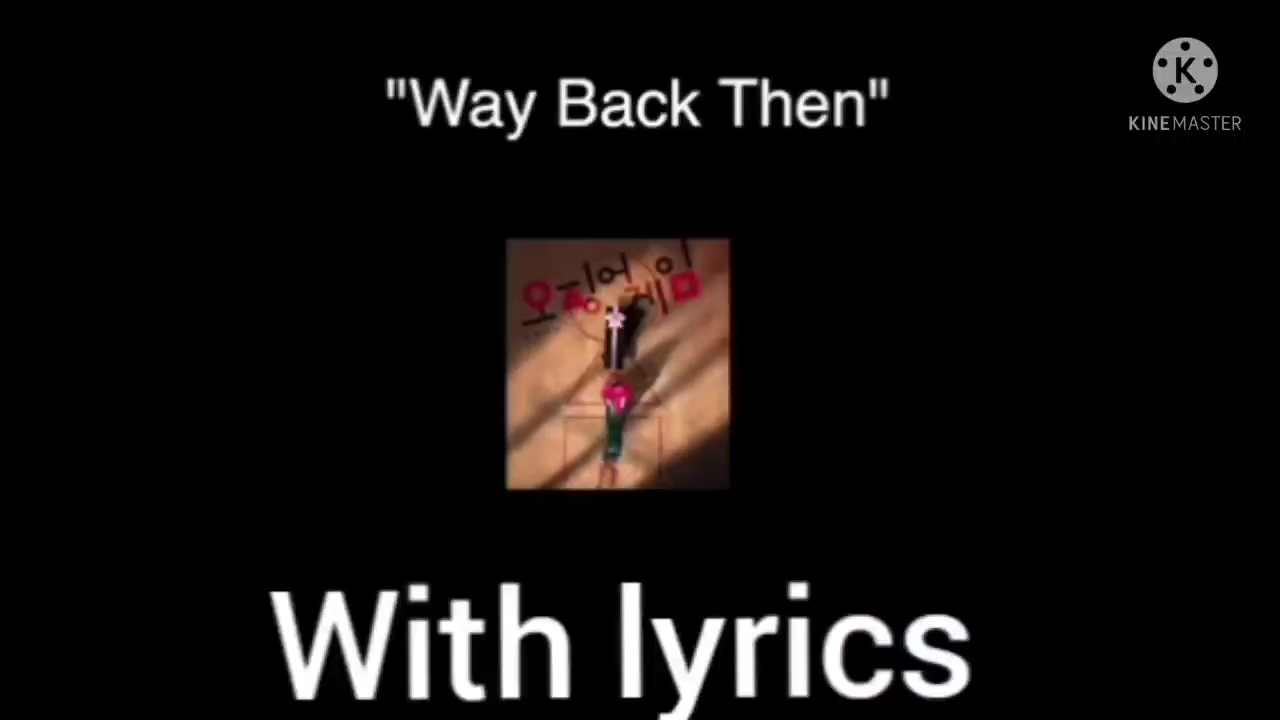 "Way Back Then"
K
KINEMASTER
오징어 게임
With lyrics